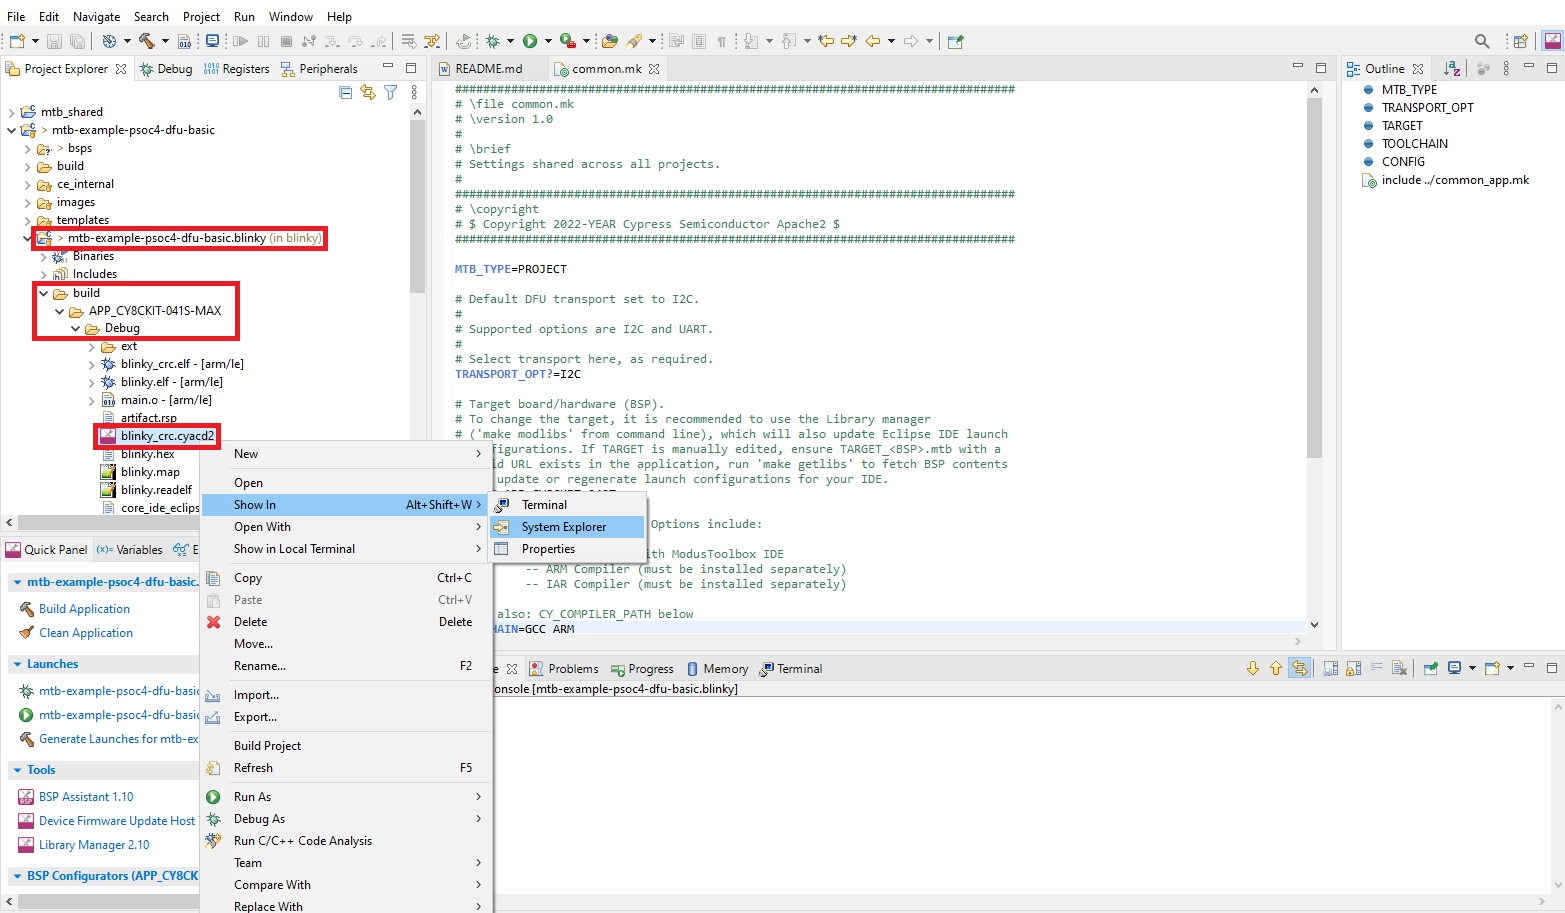 File Edit Navigate Search Project Run Window Help
Project Explorer Debug Registers Peripherals
mtb_shared
> mtb-example-psoc4-dfu-basic
> bsps
build
ce_internal
images
templates
> mtb-example-psoc4-dfu-basic.blinky (in blinky)
Binaries
Includes
build
APP_CY8CKIT-041S-MAX
Debug
ext
blinky_crc.elf - [arm/le]
blinky.elf - [arm/le]
main.o - [arm/le]
artifact.rsp
blinky_crc.cyacd2
blinky.hex
blinky.map
blinky.readelf
core_ide_eclips
README.md common.mk
################################################################################
# \file common.mk
# \version 1.0
#
# \brief
# Settings shared across all projects.
#
################################################################################
# \copyright
# $ Copyright 2022-YEAR Cypress Semiconductor Apache2 $
################################################################################
MTB_TYPE=PROJECT
# Default DFU transport set to I2C.
#
# Supported options are I2C and UART.
#
# Select transport here, as required.
TRANSPORT_OPT?=I2C
# Target board/hardware (BSP).
# To change the target, it is recommended to use the Library manager
# ('make modlibs' from command line), which will also update Eclipse IDE launch
figurations. If TARGET is manually edited, ensure TARGET_<BSP>.mtb with a
id URL exists in the application, run 'make getlibs' to fetch BSP contents
update or regenerate launch configurations for your IDE.
Options include:
ith ModusToolbox IDE
-- ARM Compiler (must be installed separately)
-- IAR Compiler (must be installed separately)
also: CY_COMPILER_PATH below
HAIN=GCC_ARM
Outline
MTB_TYPE
TRANSPORT_OPT
TARGET
TOOLCHAIN
CONFIG
include ../common_app.mk
New
Open
Show In Alt+Shift+W
Open With
Show in Local Terminal
Copy Ctrl+C
Paste Ctrl+V
Delete Delete
Move...
Rename... F2
Import...
Export...
Build Project
Refresh F5
Run As
Debug As
Run C/C++ Code Analysis
Team
Compare With
Replace With
Terminal
System Explorer
Properties
Quick Panel (x)= Variables E
mtb-example-psoc4-dfu-basic.
Build Application
Clean Application
Launches
mtb-example-psoc4-dfu-basic
mtb-example-psoc4-dfu-basic
Generate Launches for mtb-ex
Tools
BSP Assistant 1.10
Device Firmware Update Host
Library Manager 2.10
BSP Configurators (APP_CY8CK
e Problems Progress Memory Terminal
onsole [mtb-example-psoc4-dfu-basic.blinky]